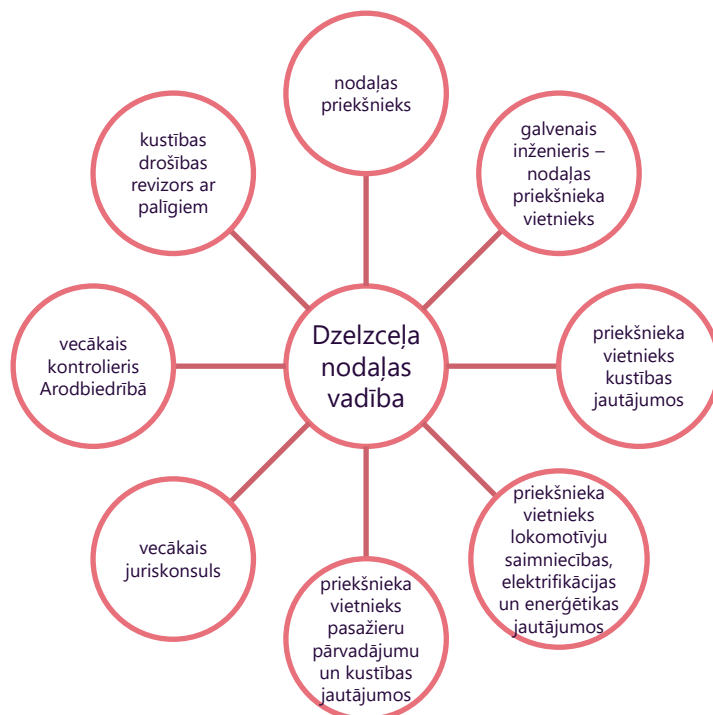 nodaļas
priekšnieks
galvenais
inženieris –
nodaļas
priekšnieka
vietnieks
priekšnieka
vietnieks
kustības
jautājumos
priekšnieka
vietnieks
lokomotīvju
saimniecības,
elektrifikācijas
un enerģētikas
jautājumos
priekšnieka
vietnieks
pasažieru
pārvadājumu
un kustības
jautājumos
vecākais
juriskonsuls
vecākais
kontrolieris
Arodbiedrībā
kustības
drošības
revizors ar
palīgiem
Dzelzceļa
nodaļas
vadība